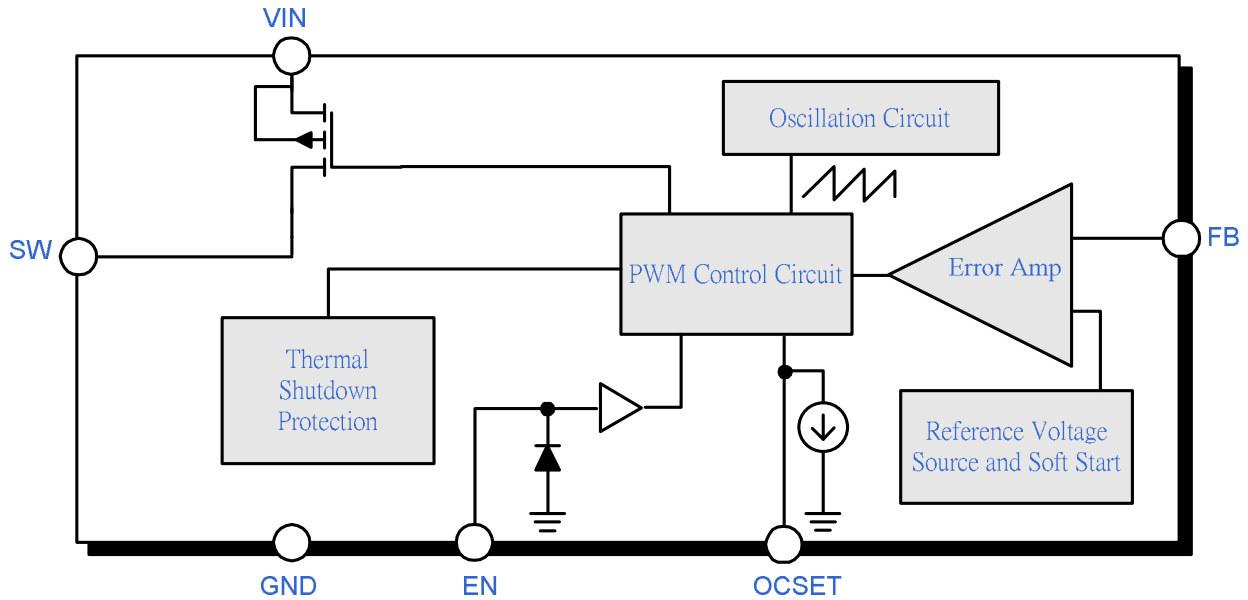 VIN
Oscillation Circuit
SW
FB
PWM Control Circuit
Error Amp
Thermal
Shutdown
Protection
Reference Voltage
Source and Soft Start
GND
EN
OCSET